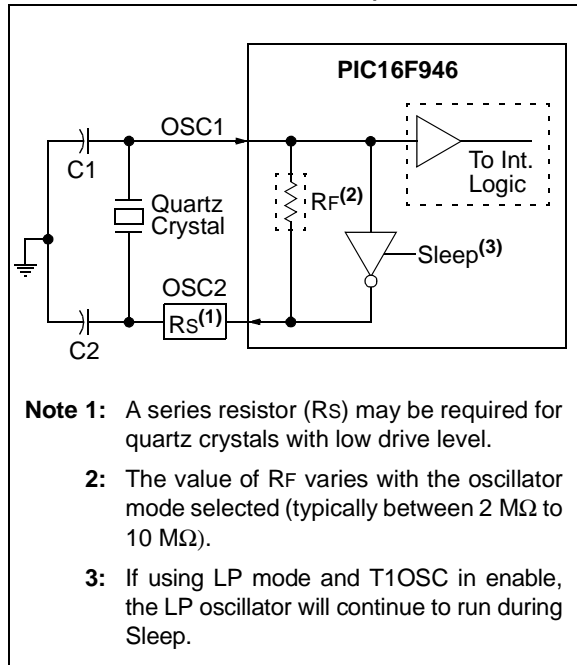 PIC16F946
OSC1
C1
To Int.
Logic
Quartz
Crystal
RF(2)
Sleep(3)
OSC2
RS(1)
C2
Note 1: A series resistor (RS) may be required for
quartz crystals with low drive level.
2: The value of RF varies with the oscillator
mode selected (typically between 2 MΩ to
10 MΩ).
3: If using LP mode and T1OSC in enable,
the LP oscillator will continue to run during
Sleep.